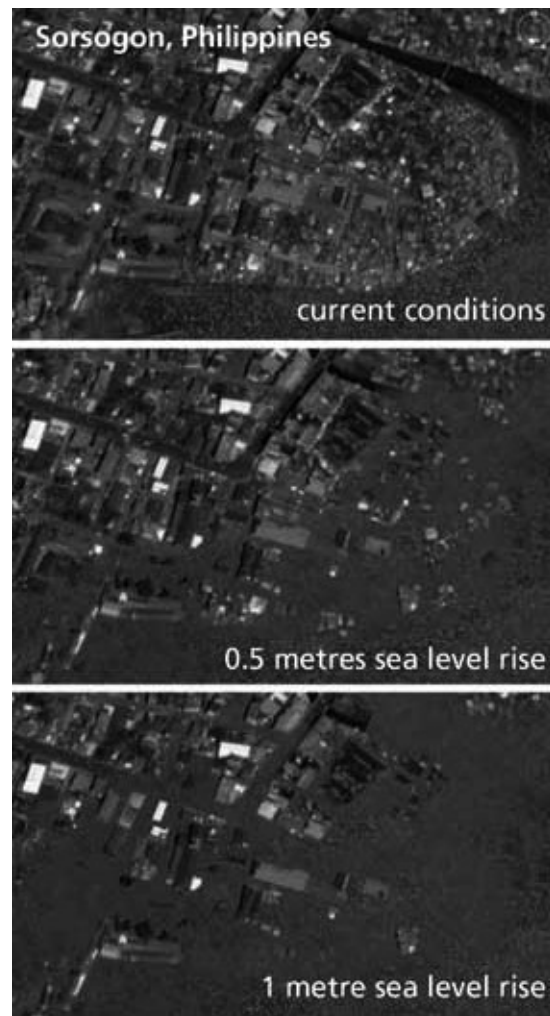 Sorsogon, Philippines
current conditions
0.5 metres sea level rise
1 metre sea level rise